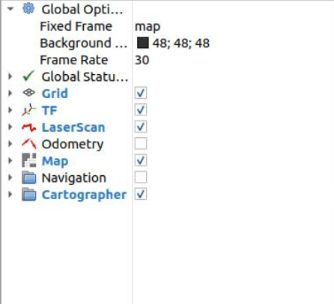 Global Opti...
Fixed Frame map
Background ... 48; 48; 48
Frame Rate 30
Global Statu...
Grid
TF
LaserScan
Odometry
Map
Navigation
Cartographer